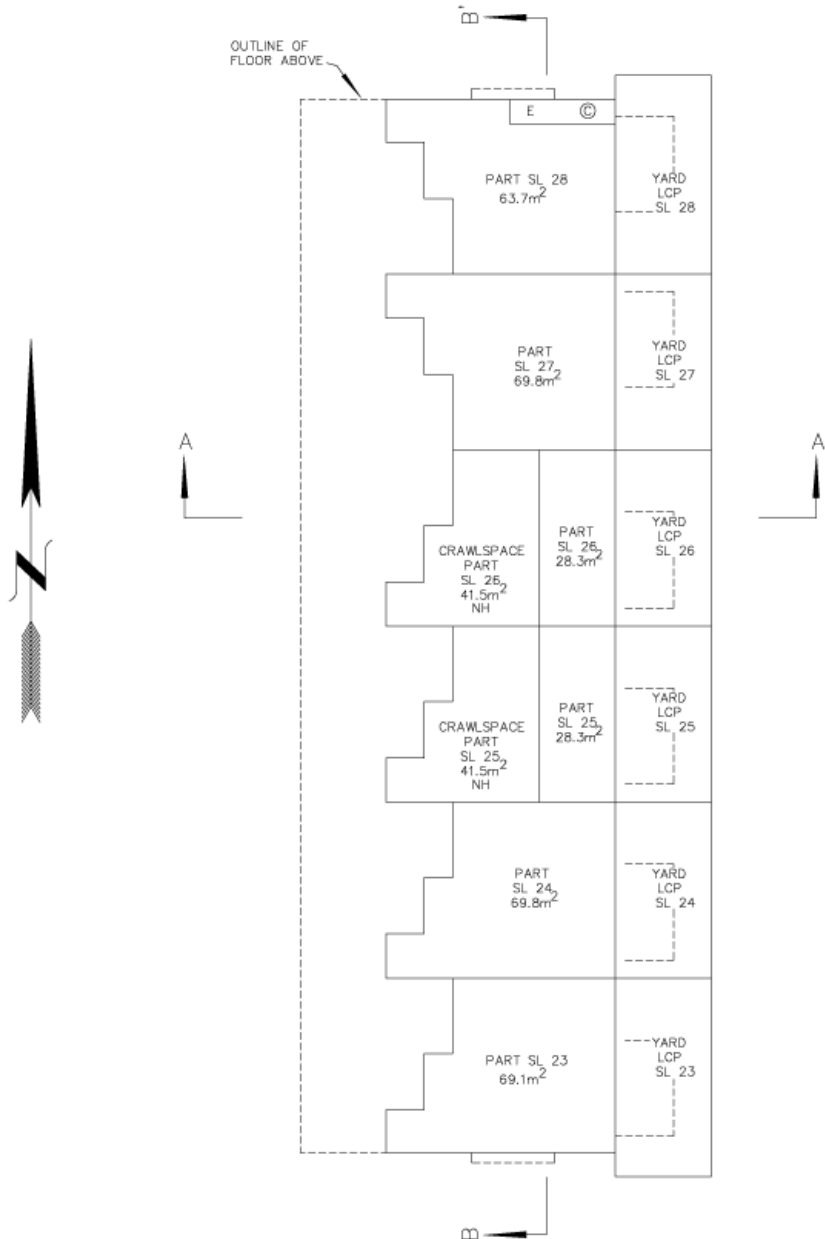 B'
OUTLINE OF
FLOOR ABOVE
E ©
PART SL 28
63.7m²
YARD
LCP
SL 28
PART
SL 27
69.8m²
YARD
LCP
SL 27
A
A'
CRAWLSPACE
PART
SL 26
41.5m²
NH
PART
SL 26
28.3m²
YARD
LCP
SL 26
N
CRAWLSPACE
PART
SL 25
41.5m²
NH
PART
SL 25
28.3m²
YARD
LCP
SL 25
PART
SL 24
69.8m²
YARD
LCP
SL 24
PART SL 23
69.1m²
YARD
LCP
SL 23
B